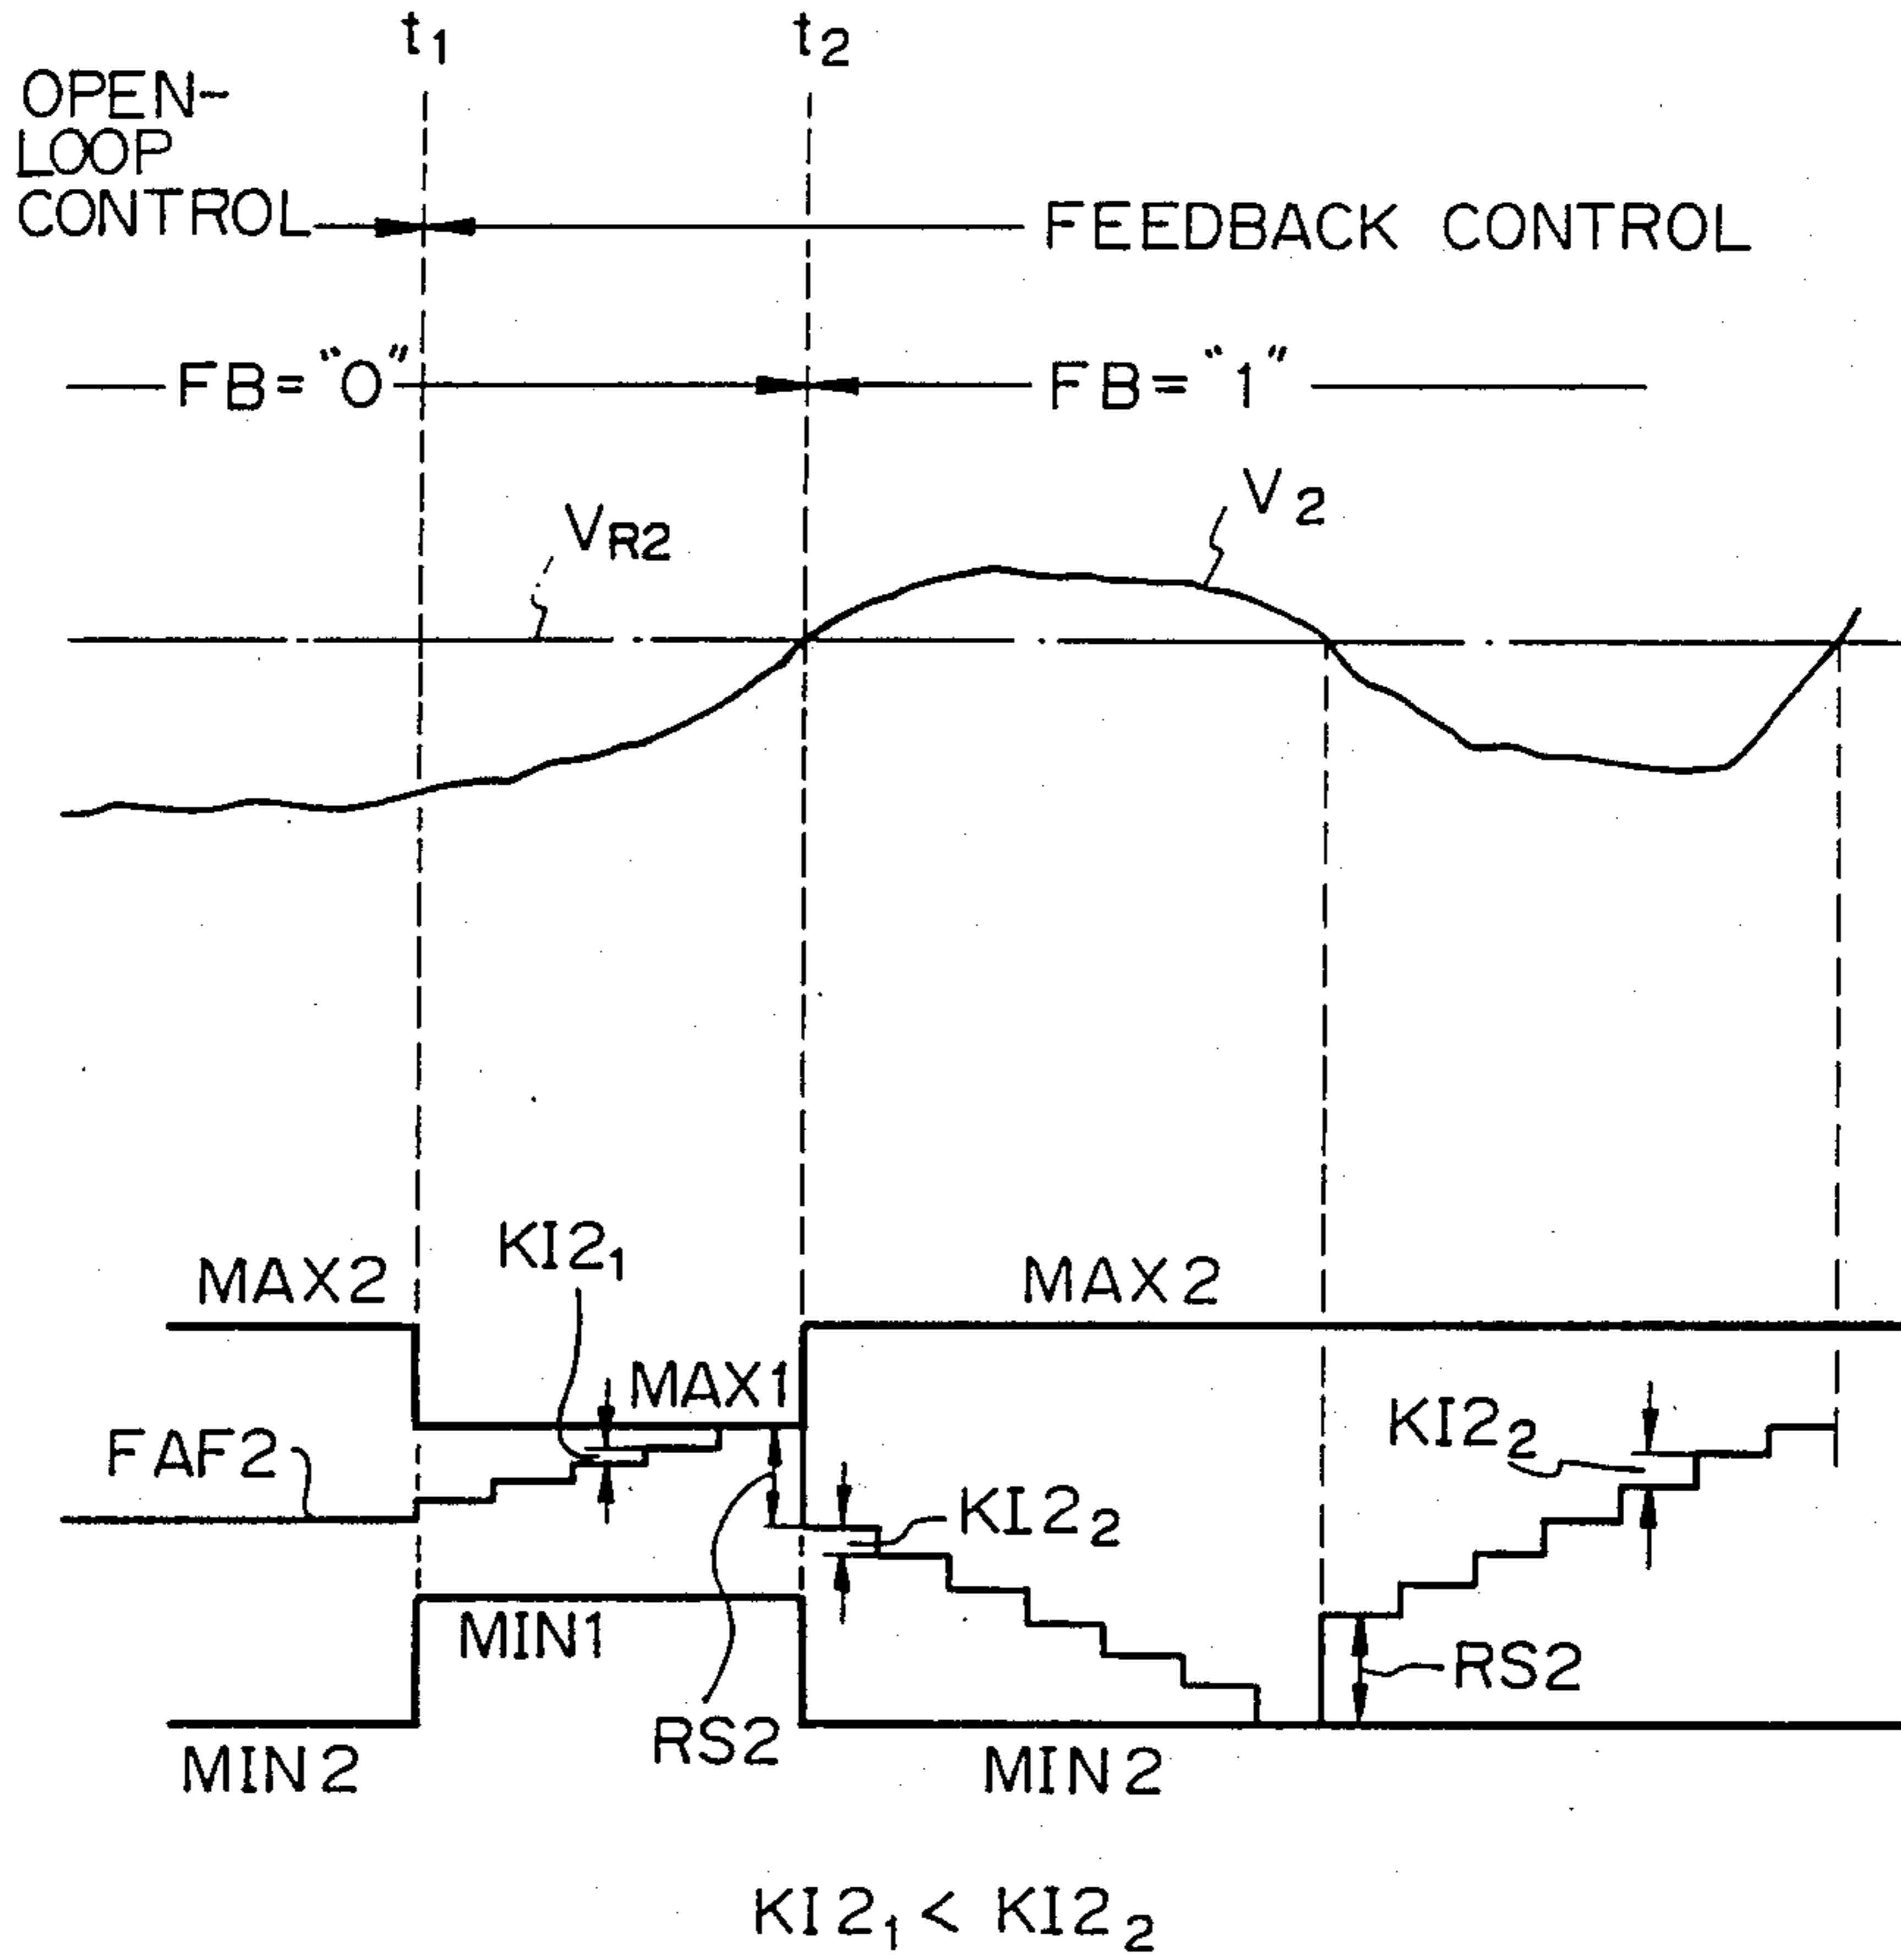 t₁ t₂
OPEN-
LOOP
CONTROL
FEEDBACK CONTROL
FB= "0" FB= "1"
V₂
VR2
KI2₁
MAX2 MAX2
MAX1
KI2₂
FAF2
KI2₂
MIN1
RS2
RS2
MIN2 MIN2
KI2₁ < KI2₂